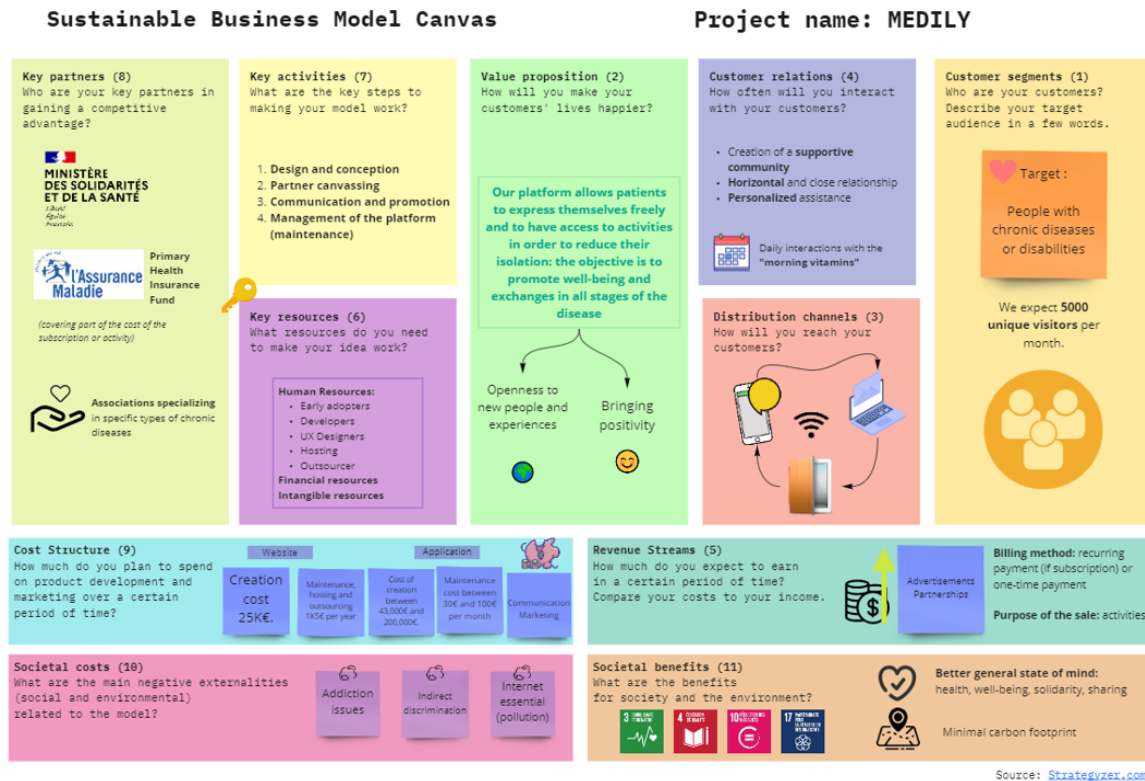 Sustainable Business Model Canvas
Project name: MEDILY
Key partners (8)
Who are your key partners in
gaining a competitive
advantage?
MINISTÈRE
DES SOLIDARITÉS
ET DE LA SANTÉ
Liberté
Égalité
Fraternité
l'Assurance
Maladie
Primary
Health
Insurance
Fund
(covering part of the cost of the
subscription or activity)
Associations specializing
in specific types of chronic
diseases
Key activities (7)
What are the key steps to
making your model work?
1. Design and conception
2. Partner canvassing
3. Communication and promotion
4. Management of the platform
(maintenance)
Key resources (6)
What resources do you need
to make your idea work?
Human Resources:
• Early adopters
• Developers
• UX Designers
• Hosting
• Outsourcer
Financial resources
Intangible resources
Value proposition (2)
How will you make your
customers' lives happier?
Our platform allows patients
to express themselves freely
and to have access to activities
in order to reduce their
isolation: the objective is to
promote well-being and
exchanges in all stages of the
disease
Openness to
new people and
experiences
Bringing
positivity
Customer relations (4)
How often will you interact
with your customers?
• Creation of a supportive
community
• Horizontal and close relationship
• Personalized assistance
Daily interactions with the
"morning vitamins"
Distribution channels (3)
How will you reach your
customers?
Customer segments (1)
Who are your customers?
Describe your target
audience in a few words.
Target :
People with
chronic diseases
or disabilities
We expect 5000
unique visitors per
month.
Cost Structure (9)
How much do you plan to spend
on product development and
marketing over a certain
period of time?
Website
Creation
cost
25K€.
Maintenance,
hosting and
outsourcing
1K5€ per year
Application
Cost of
creation
between
43,000€ and
200,000€.
Maintenance
cost between
30€ and 100€
per month
Communication
Marketing
Revenue Streams (5)
How much do you expect to earn
in a certain period of time?
Compare your costs to your income.
Advertisements
Partnerships
Billing method: recurring
payment (if subscription) or
one-time payment
Purpose of the sale: activities
Societal costs (10)
What are the main negative externalities
(social and environmental)
related to the model?
Addiction
issues
Indirect
discrimination
Internet
essential
(pollution)
Societal benefits (11)
What are the benefits
for society and the environment?
3
4
10
17
Better general state of mind:
health, well-being, solidarity, sharing
Minimal carbon footprint
Source: Strategyzer.com